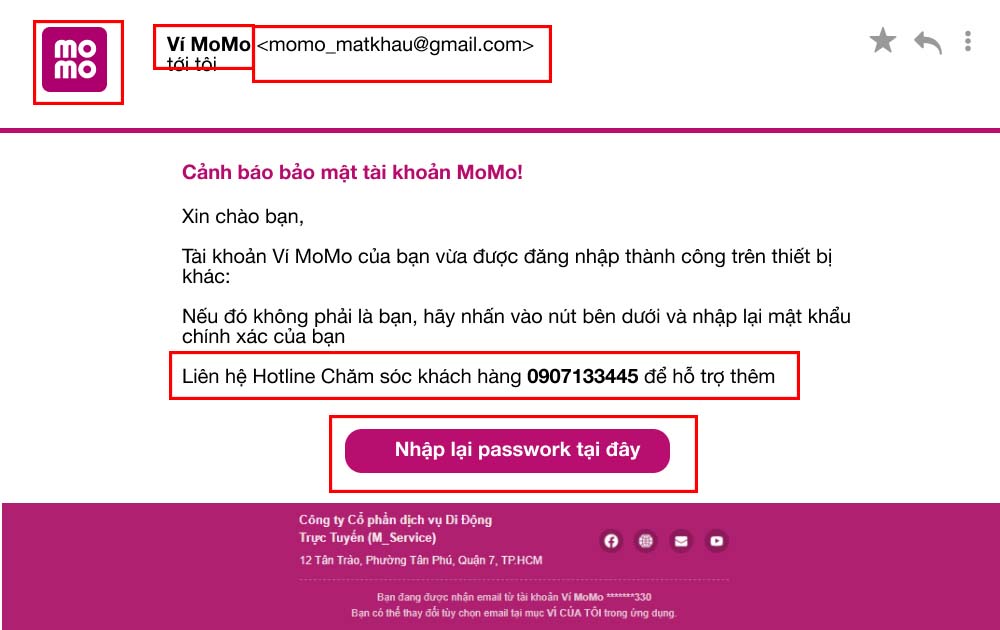 mo
mo
Ví MoMo <momo_matkhau@gmail.com>
tới tôi
Cảnh báo bảo mật tài khoản MoMo!
Xin chào bạn,
Tài khoản Ví MoMo của bạn vừa được đăng nhập thành công trên thiết bị
khác:
Nếu đó không phải là bạn, hãy nhấn vào nút bên dưới và nhập lại mật khẩu
chính xác của bạn
Liên hệ Hotline Chăm sóc khách hàng 0907133445 để hỗ trợ thêm
Nhập lại passwork tại đây
Công ty Cổ phần dịch vụ Di Động
Trực Tuyến (M_Service)
12 Tân Trào, Phường Tân Phú, Quận 7, TP.HCM
Bạn đang được nhận email từ tài khoản Ví MoMo *******330
Bạn có thể thay đổi tùy chọn email tại mục VÍ CỦA TÔI trong ứng dụng.